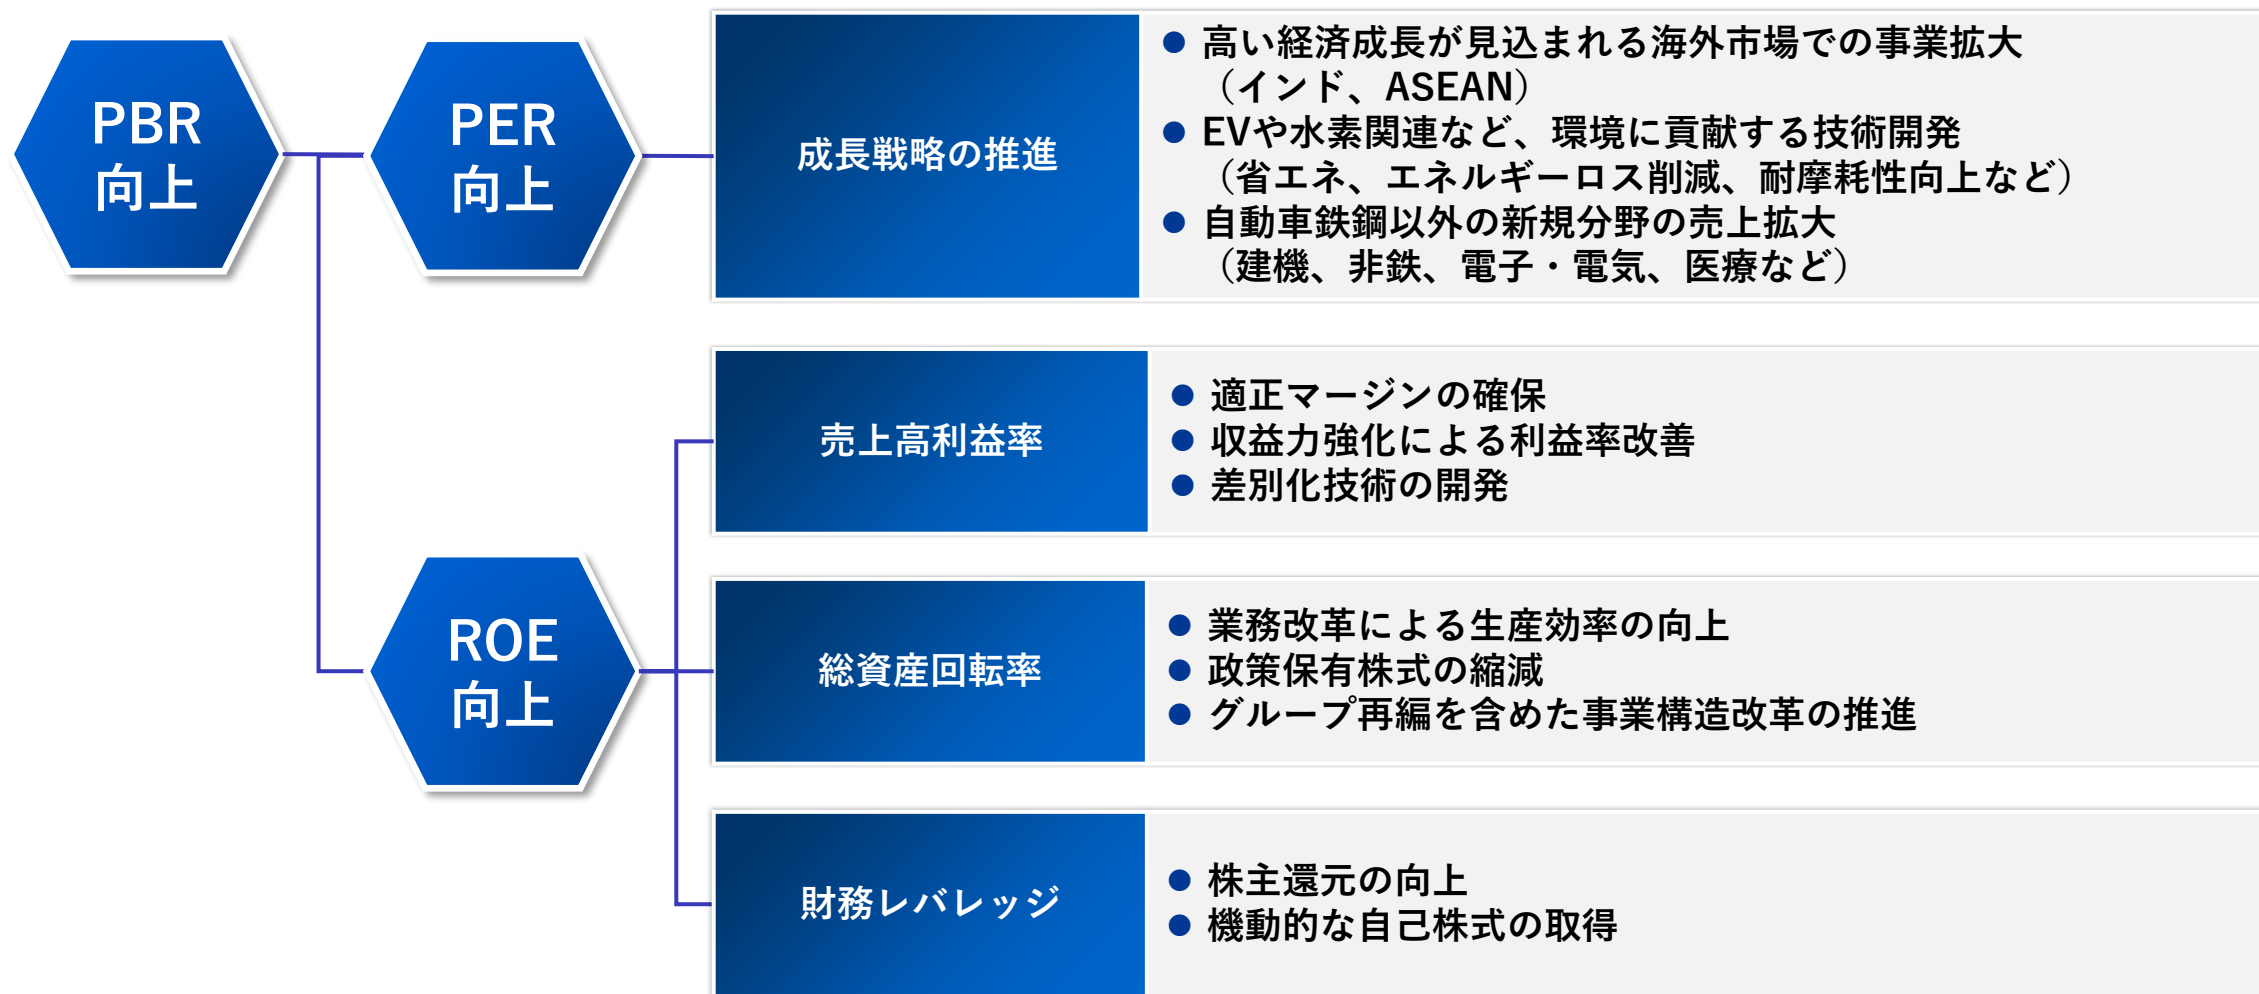 PBR
向上
PER
向上
成長戦略の推進
● 高い経済成長が見込まれる海外市場での事業拡大
（インド、ASEAN）
● EVや水素関連など、環境に貢献する技術開発
（省エネ、エネルギーロス削減、耐摩耗性向上など）
● 自動車鉄鋼以外の新規分野の売上拡大
（建機、非鉄、電子・電気、医療など）
ROE
向上
売上高利益率
● 適正マージンの確保
● 収益力強化による利益率改善
● 差別化技術の開発
総資産回転率
● 業務改革による生産効率の向上
● 政策保有株式の縮減
● グループ再編を含めた事業構造改革の推進
財務レバレッジ
● 株主還元の向上
● 機動的な自己株式の取得